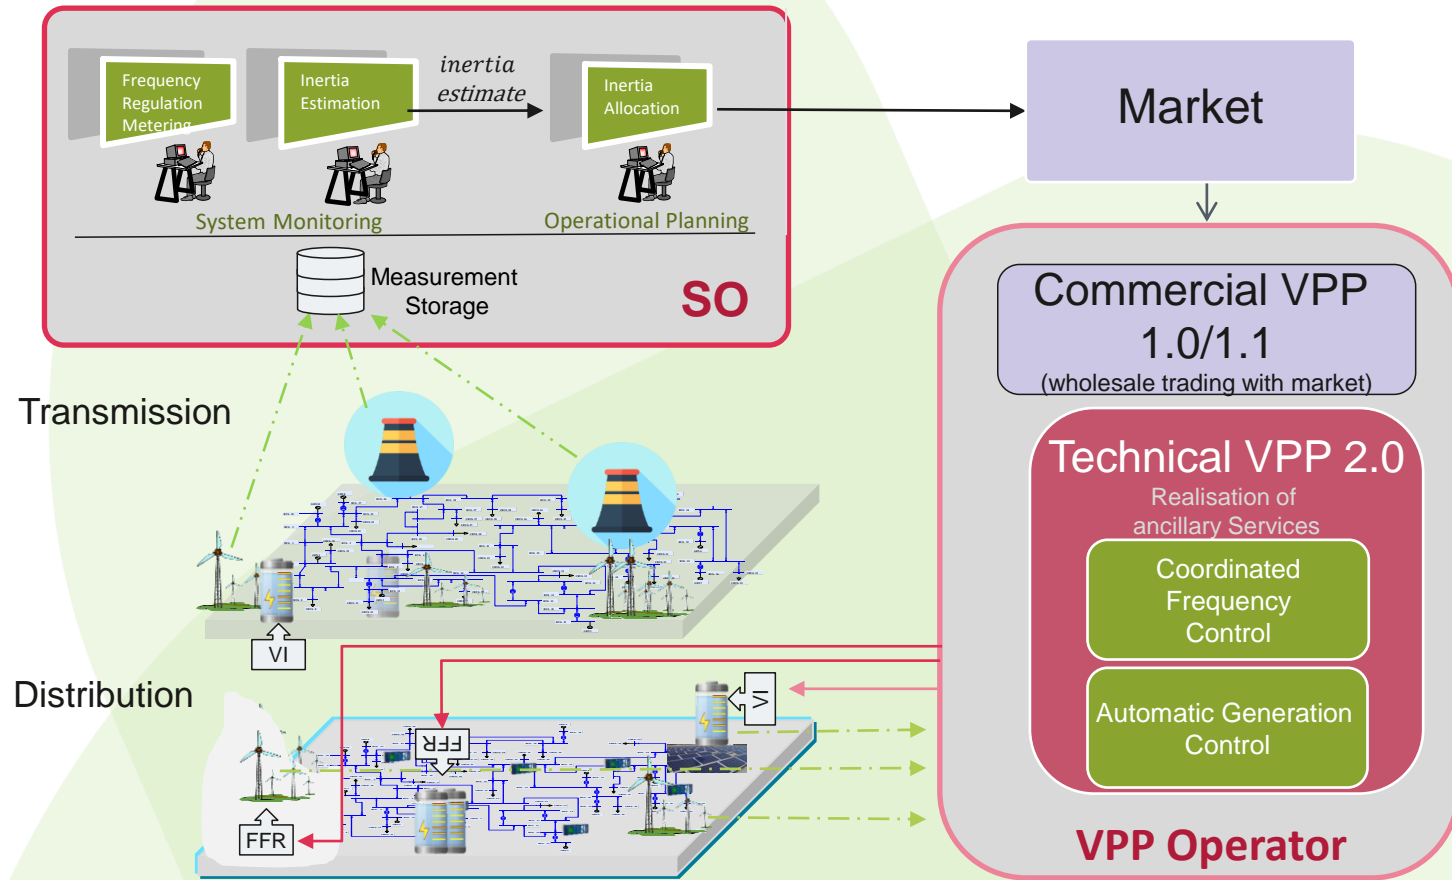 Frequency
Regulation
Metering
Inertia
Estimation
inertia
estimate
Inertia
Allocation
System Monitoring
Operational Planning
Measurement
Storage
SO
Market
Commercial VPP
1.0/1.1
(wholesale trading with market)
Technical VPP 2.0
Realisation of
ancillary Services
Coordinated
Frequency
Control
Automatic Generation
Control
VPP Operator
Transmission
VI
Distribution
VI
FFR
FFR